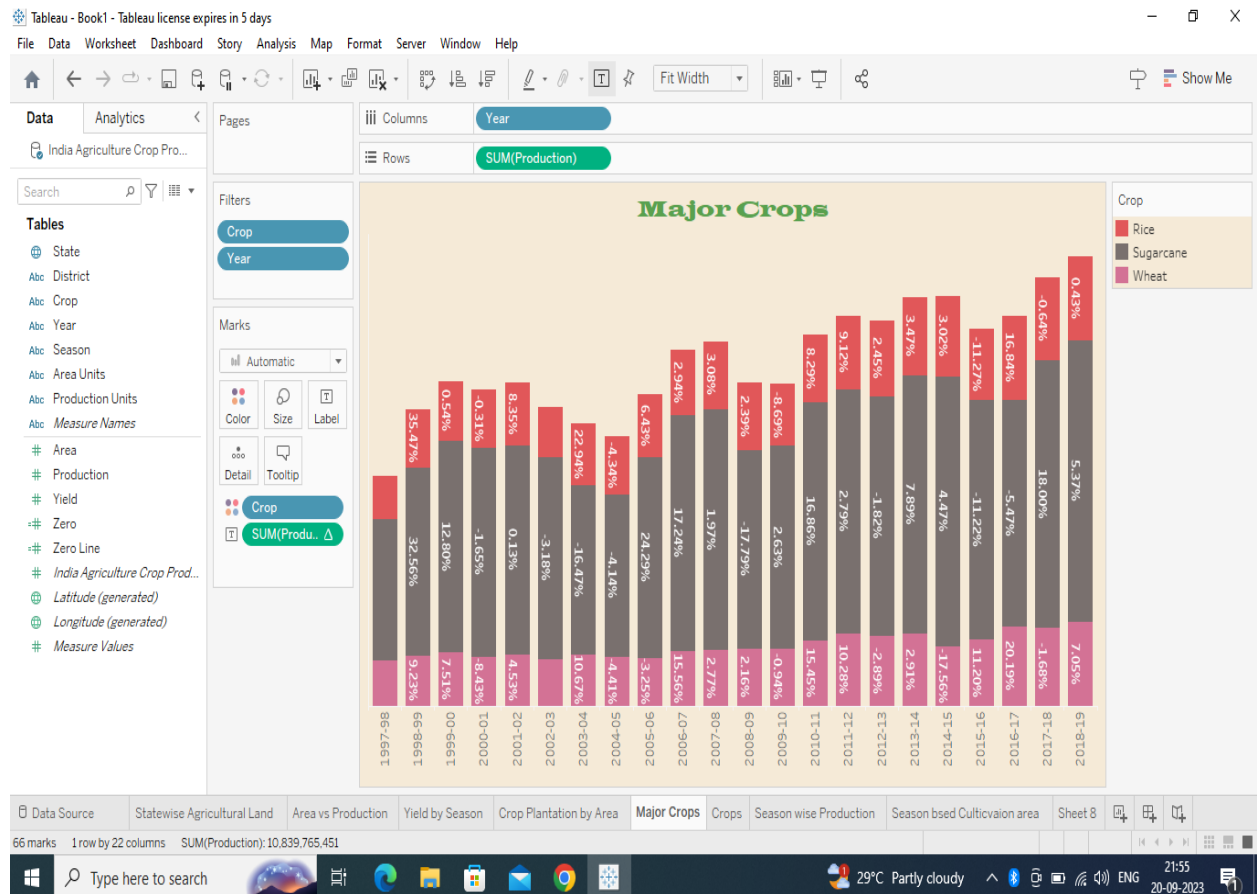 Tableau - Book1 - Tableau license expires in 5 days
File Data Worksheet Dashboard Story Analysis Map Format Server Window Help
Fit Width
Show Me
Data Analytics
India Agriculture Crop Pro...
Search
Tables
State
Abc District
Abc Crop
Abc Year
Abc Season
Abc Area Units
Abc Production Units
Abc Measure Names
# Area
# Production
# Yield
=# Zero
=# Zero Line
# India Agriculture Crop Prod...
Latitude (generated)
Longitude (generated)
# Measure Values
Pages
Filters
Crop
Year
Marks
Automatic
Color Size Label
Detail Tooltip
Crop
SUM(Produ.. Δ
Columns Year
Rows SUM(Production)
Major Crops
35.47% 0.54% -0.31% 8.35% 22.94% -4.34% 6.43% 2.94% 3.08% 2.39% -8.69% 8.29% 9.12% 2.45% 3.47% 3.02% -11.27% 16.84% -0.64% 0.43%
32.56% 12.80% -1.65% 0.13% -3.18% -16.47% -4.14% 24.29% 17.24% 1.97% -17.79% 2.63% 16.86% 2.79% -1.82% 7.89% 4.47% -11.22% -5.47% 18.00% 5.37%
9.23% 7.51% -8.43% 4.53% 10.67% -4.41% -3.25% 15.56% 2.77% 2.16% -0.94% 15.45% 10.28% -2.89% 2.91% -17.56% 11.20% 20.19% -1.68% 7.05%
1997-98 1998-99 1999-00 2000-01 2001-02 2002-03 2003-04 2004-05 2005-06 2006-07 2007-08 2008-09 2009-10 2010-11 2011-12 2012-13 2013-14 2014-15 2015-16 2016-17 2017-18 2018-19
Crop
Rice
Sugarcane
Wheat
Data Source Statewise Agricultural Land Area vs Production Yield by Season Crop Plantation by Area Major Crops Crops Season wise Production Season bsed Culticvaion area Sheet 8
66 marks 1 row by 22 columns SUM(Production): 10,839,765,451
Type here to search
29°C Partly cloudy
ENG
21:55
20-09-2023
1